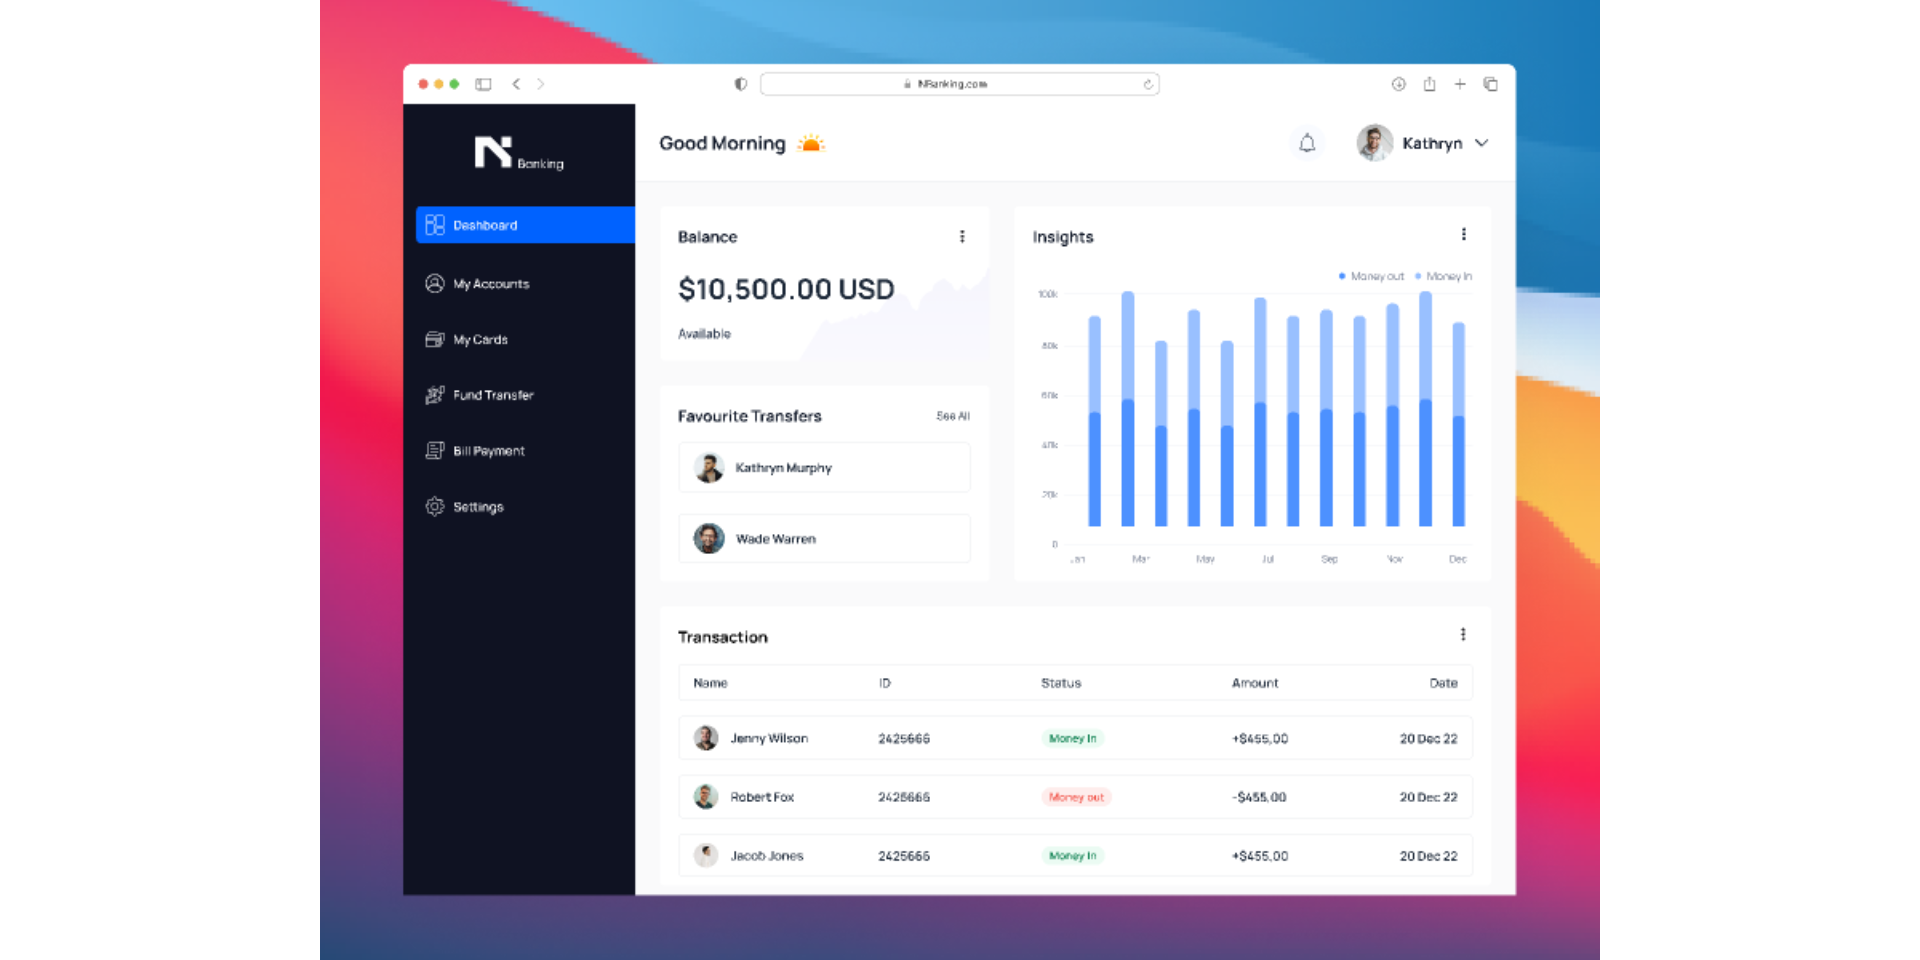 NBanking.com
N Banking
Good Morning
Kathryn
Dashboard
My Accounts
My Cards
Fund Transfer
Bill Payment
Settings
Balance
$10,500.00 USD
Available
Favourite Transfers
See All
Kathryn Murphy
Wade Warren
Insights
Money out
Money In
100k
80k
60k
40k
20k
0
Jan Mar May Jul Sep Nov Dec
Transaction
Name ID Status Amount Date
Jenny Wilson 2425666 Money In +$455,00 20 Dec 22
Robert Fox 2425666 Money out -$455,00 20 Dec 22
Jacob Jones 2425666 Money In +$455,00 20 Dec 22